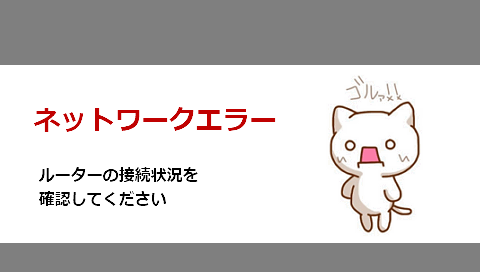 ゴルァ!!
ネットワークエラー
ルーターの接続状況を
確認してください